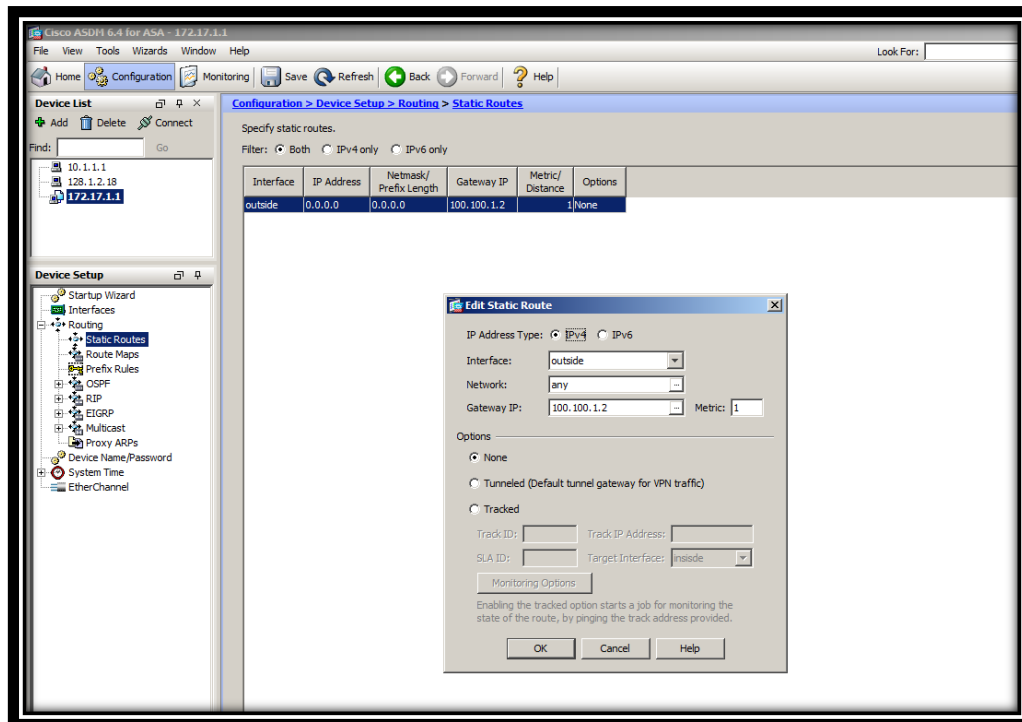 Cisco ASDM 6.4 for ASA - 172.17.1.1
File View Tools Wizards Window Help
Look For:
Home Configuration Monitoring Save Refresh Back Forward Help
Device List
Add Delete Connect
Find: Go
10.1.1.1
128.1.2.18
172.17.1.1
Device Setup
Startup Wizard
Interfaces
Routing
Static Routes
Route Maps
Prefix Rules
OSPF
RIP
EIGRP
Multicast
Proxy ARPs
Device Name/Password
System Time
EtherChannel
Configuration > Device Setup > Routing > Static Routes
Specify static routes.
Filter: Both IPv4 only IPv6 only
Interface IP Address Netmask/ Prefix Length Gateway IP Metric/ Distance Options
outside 0.0.0.0 0.0.0.0 100.100.1.2 1 None
Edit Static Route
IP Address Type: IPv4 IPv6
Interface: outside
Network: any ...
Gateway IP: 100.100.1.2 ... Metric: 1
Options
None
Tunneled (Default tunnel gateway for VPN traffic)
Tracked
Track ID: Track IP Address:
SLA ID: Target Interface: insisde
Monitoring Options
Enabling the tracked option starts a job for monitoring the
state of the route, by pinging the track address provided.
OK Cancel Help